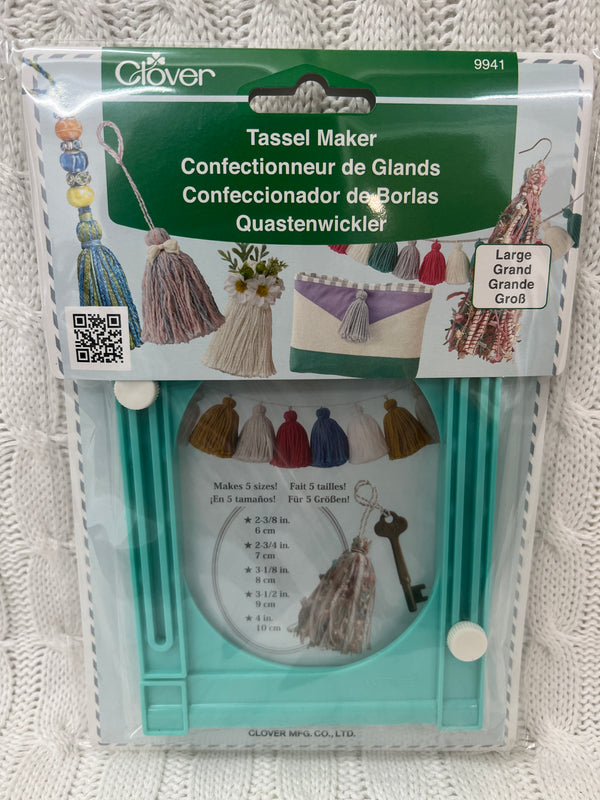 Clover
9941
Tassel Maker
Confectionneur de Glands
Confeccionador de Borlas
Quastenwickler
Large
Grand
Grande
Groß
Makes 5 sizes! Fait 5 tailles!
¡En 5 tamaños! Für 5 Größen!
★ 2-3/8 in.
6 cm
★ 2-3/4 in.
7 cm
★ 3-1/8 in.
8 cm
★ 3-1/2 in.
9 cm
★ 4 in.
10 cm
CLOVER MFG. CO., LTD.